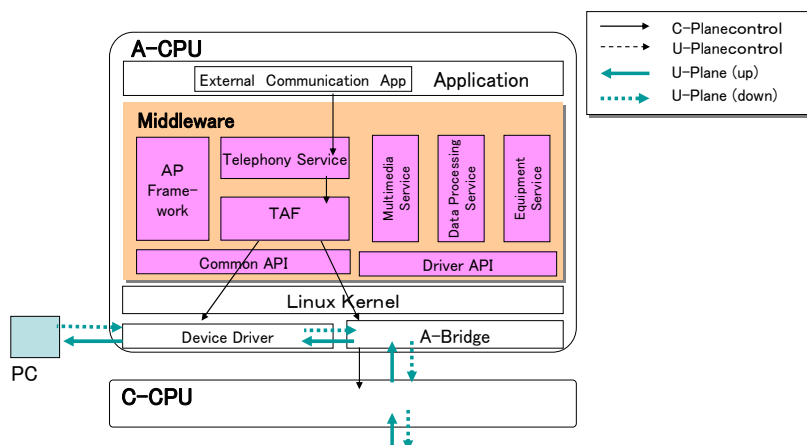 A-CPU
External Communication App
Application
Middleware
AP
Frame-
work
Telephony Service
TAF
Multimedia
Service
Data Processing
Service
Equipment
Service
Common API
Driver API
Linux Kernel
Device Driver
A-Bridge
PC
C-CPU
C-Planecontrol
U-Planecontrol
U-Plane (up)
U-Plane (down)